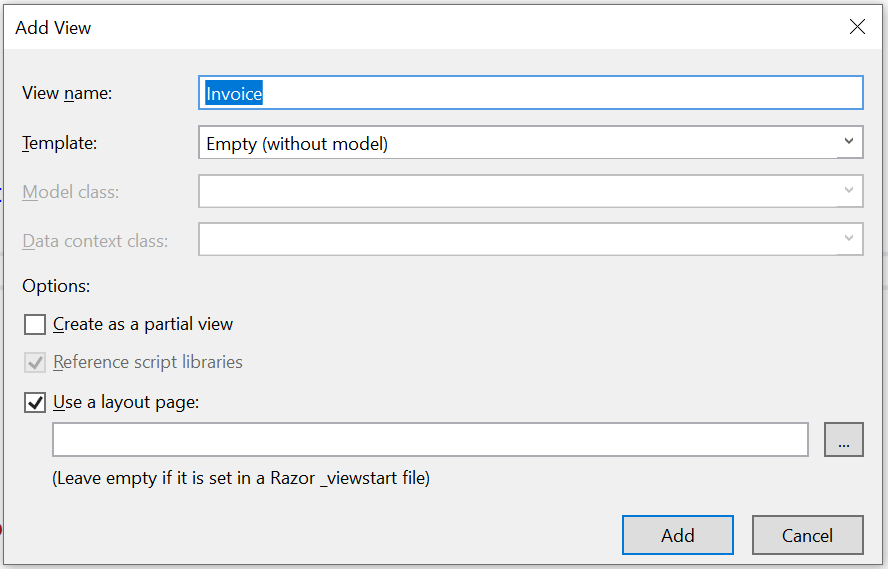 Add View
View name:
Invoice
Template:
Empty (without model)
Model class:
Data context class:
Options:
Create as a partial view
Reference script libraries
Use a layout page:
...
(Leave empty if it is set in a Razor _viewstart file)
Add
Cancel